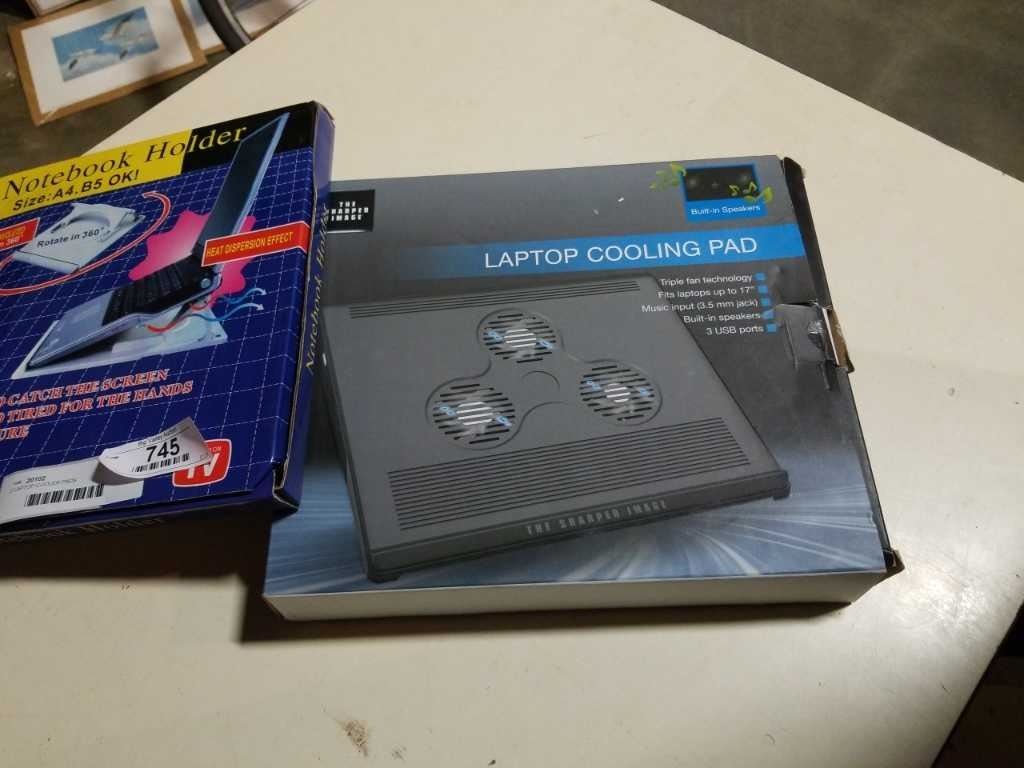 Notebook Holder
Size:A4.B5 OK!
Rotate in 360°
HEAT DISPERSION EFFECT
CATCH THE SCREEN
TIRED FOR THE HANDS
745
20102
TV
Notebook
THE
SHARPER
IMAGE
Built-in Speakers
LAPTOP COOLING PAD
Triple fan technology
Fits laptops up to 17"
Music input (3.5 mm jack)
Built-in speakers
3 USB ports
THE SHARPER IMAGE